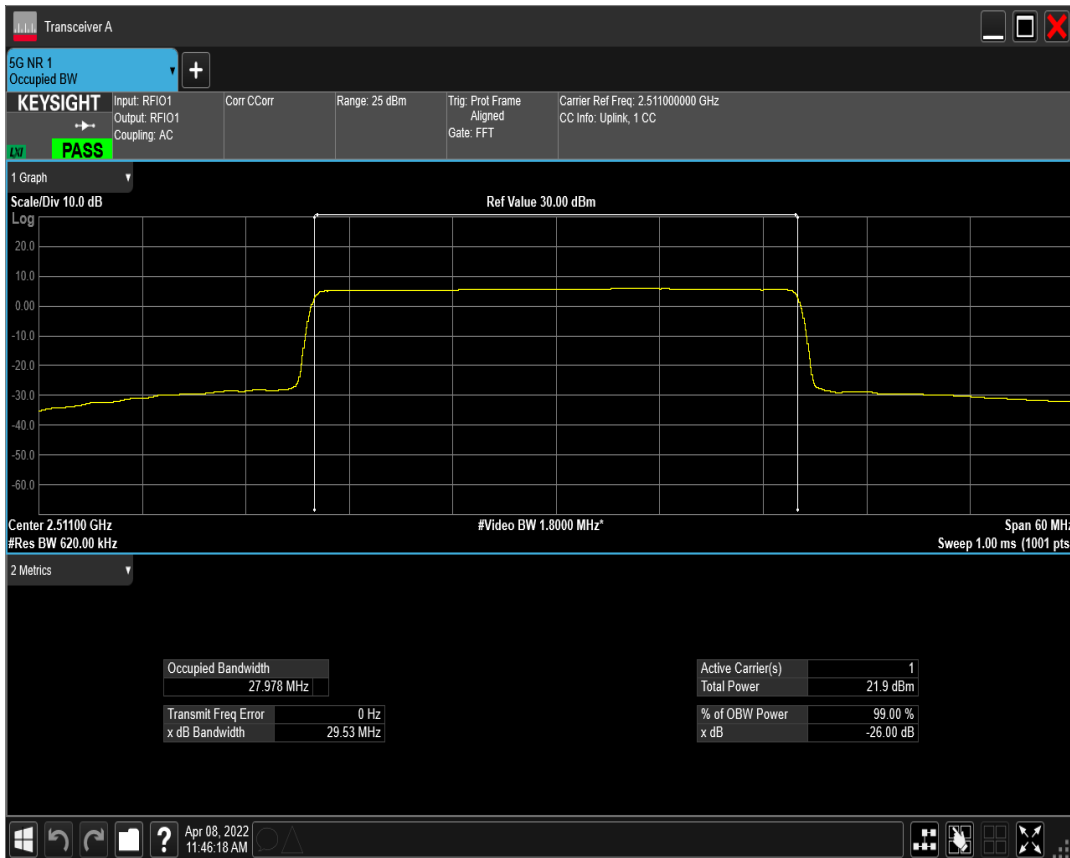 Transceiver A
5G NR 1
Occupied BW
+
KEYSIGHT
LXI
PASS
Input: RFIO1
Output: RFIO1
Coupling: AC
Corr CCorr
Range: 25 dBm
Trig: Prot Frame
Aligned
Gate: FFT
Carrier Ref Freq: 2.511000000 GHz
CC Info: Uplink, 1 CC
1 Graph
Scale/Div 10.0 dB
Ref Value 30.00 dBm
Log
20.0
10.0
0.00
-10.0
-20.0
-30.0
-40.0
-50.0
-60.0
Center 2.51100 GHz
#Video BW 1.8000 MHz*
Span 60 MHz
#Res BW 620.00 kHz
Sweep 1.00 ms (1001 pts
2 Metrics
Occupied Bandwidth
27.978 MHz
Transmit Freq Error 0 Hz
x dB Bandwidth 29.53 MHz
Active Carrier(s) 1
Total Power 21.9 dBm
% of OBW Power 99.00 %
x dB -26.00 dB
?
Apr 08, 2022
11:46:18 AM